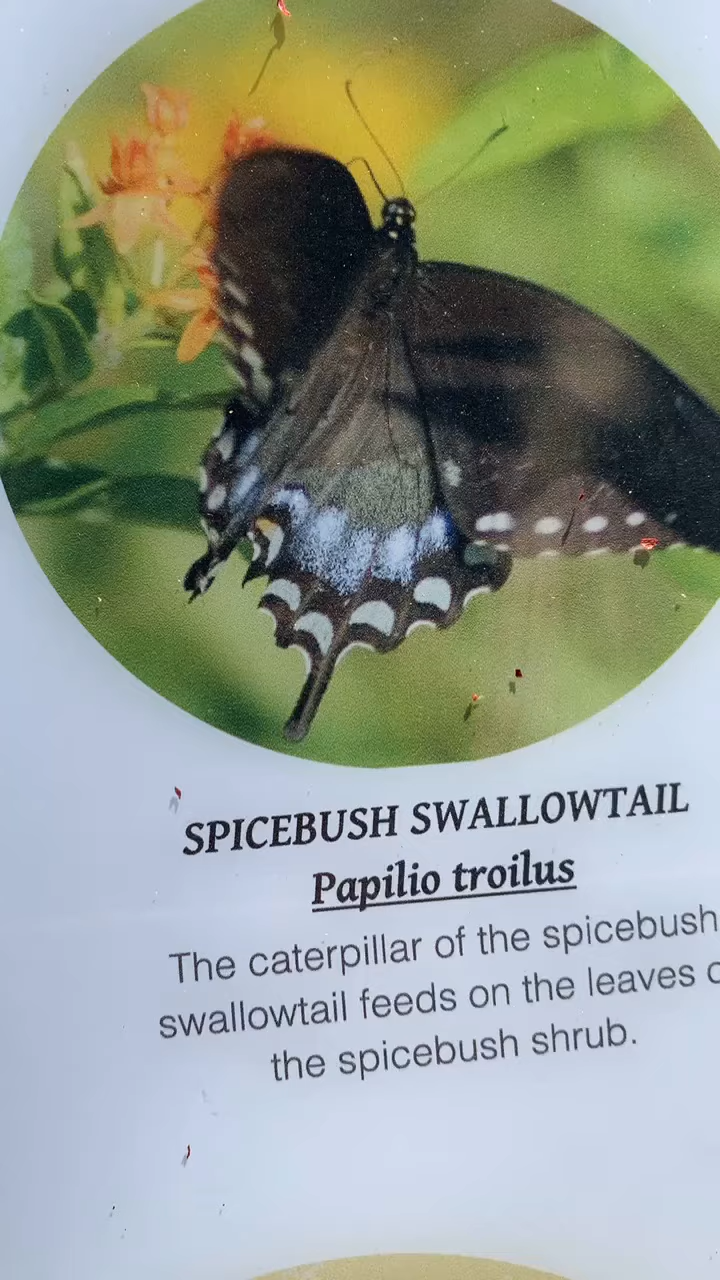 SPICEBUSH SWALLOWTAIL
Papilio troilus
The caterpillar of the spicebush
swallowtail feeds on the leaves
the spicebush shrub.